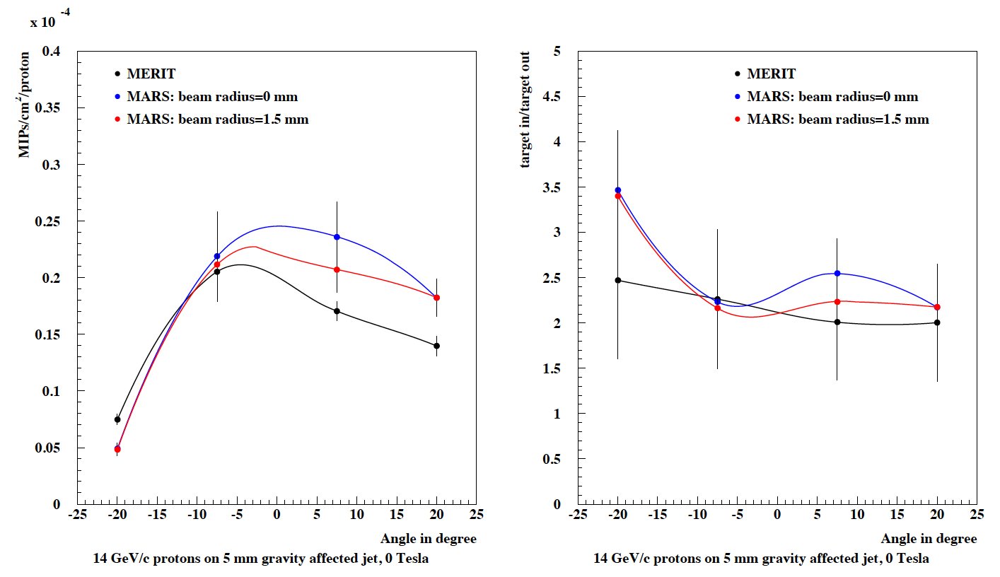 x 10 -4
MIPs/cm2/proton
0.4
0.35
0.3
0.25
0.2
0.15
0.1
0.05
0
MERIT
MARS: beam radius=0 mm
MARS: beam radius=1.5 mm
-25 -20 -15 -10 -5 0 5 10 15 20 25
Angle in degree
14 GeV/c protons on 5 mm gravity affected jet, 0 Tesla
target in/target out
5
4.5
4
3.5
3
2.5
2
1.5
1
0.5
0
MERIT
MARS: beam radius=0 mm
MARS: beam radius=1.5 mm
-25 -20 -15 -10 -5 0 5 10 15 20 25
Angle in degree
14 GeV/c protons on 5 mm gravity affected jet, 0 Tesla